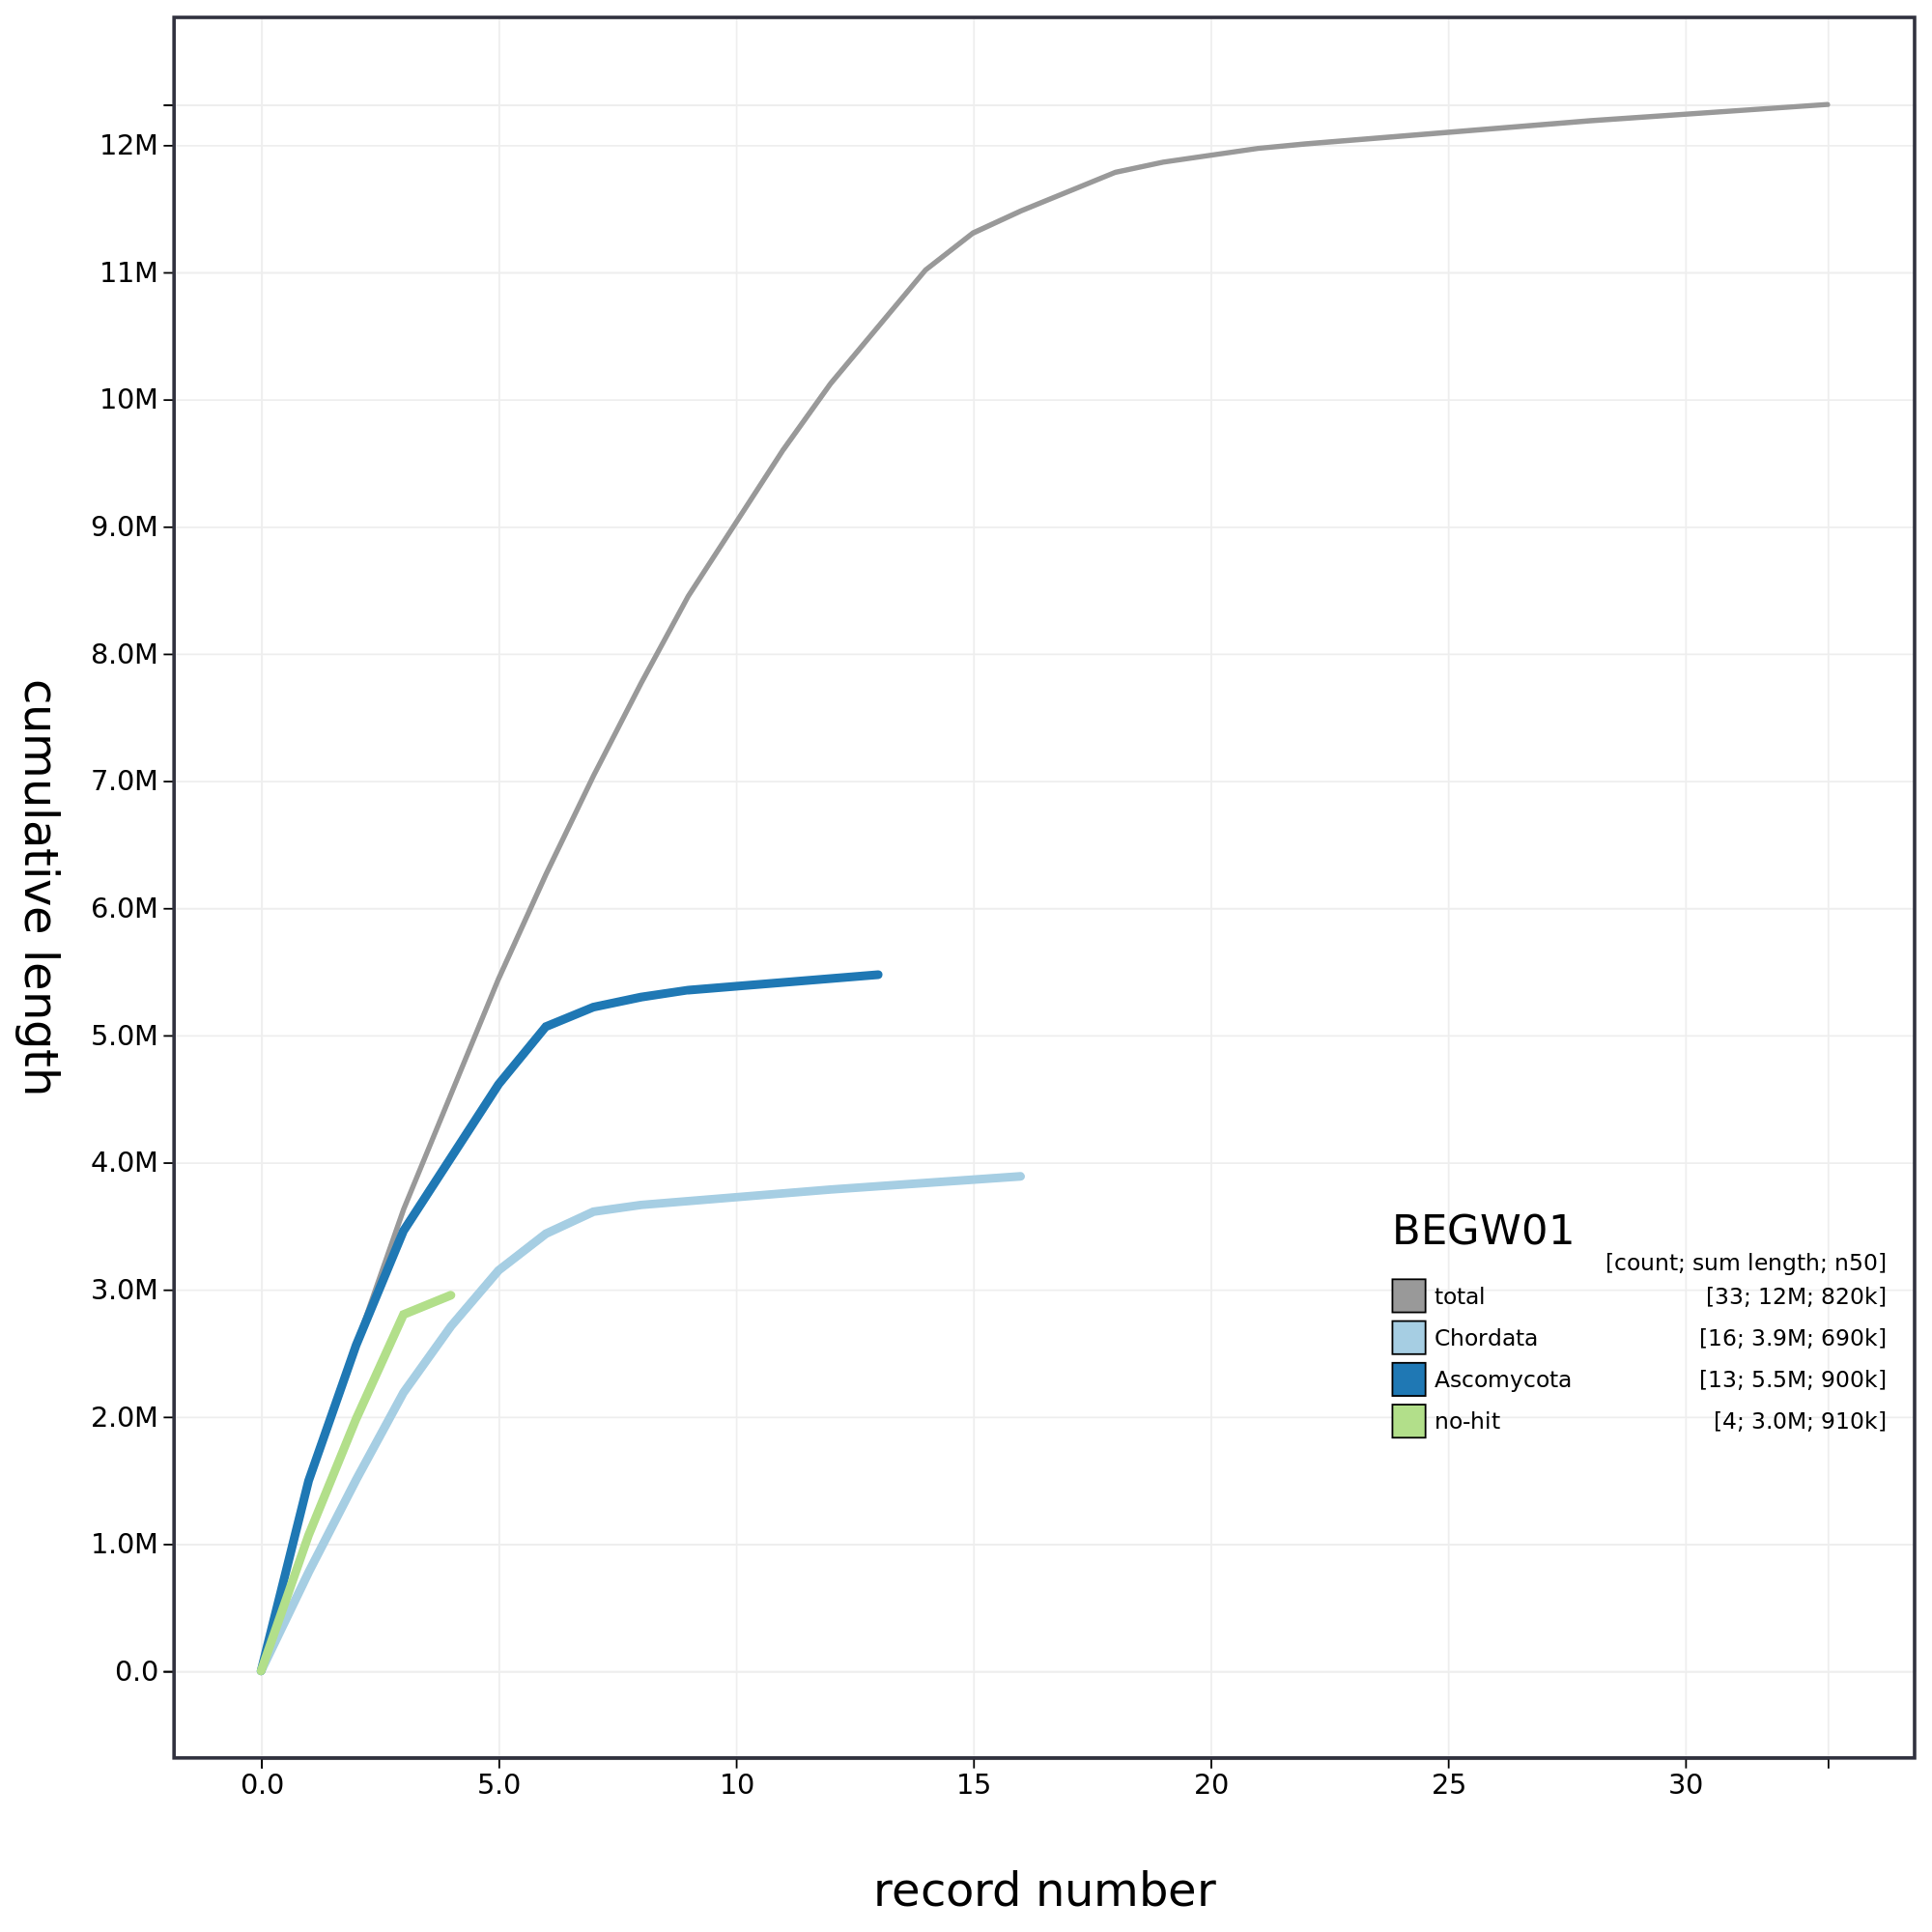 12M
11M
10M
9.0M
8.0M
7.0M
6.0M
5.0M
4.0M
3.0M
2.0M
1.0M
0.0
cumulative length
BEGW01
[count; sum length; n50]
total [33; 12M; 820k]
Chordata [16; 3.9M; 690k]
Ascomycota [13; 5.5M; 900k]
no-hit [4; 3.0M; 910k]
0.0 5.0 10 15 20 25 30
record number